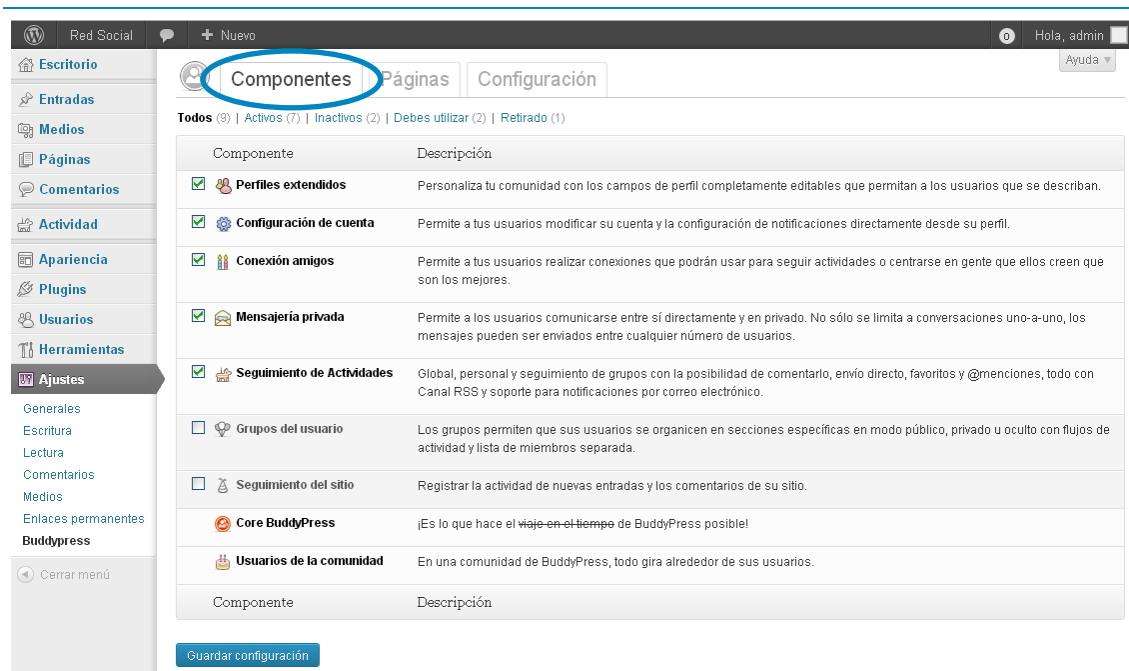 Red Social + Nuevo 0 Hola, admin
Ayuda
Componentes Páginas Configuración
Todos (9) | Activos (7) | Inactivos (2) | Debes utilizar (2) | Retirado (1)
Escritorio
Entradas
Medios
Páginas
Comentarios
Actividad
Apariencia
Plugins
Usuarios
Herramientas
Ajustes
Generales
Escritura
Lectura
Comentarios
Medios
Enlaces permanentes
Buddypress
Cerrar menú
Componente Descripción
Perfiles extendidos Personaliza tu comunidad con los campos de perfil completamente editables que permitan a los usuarios que se describan.
Configuración de cuenta Permite a tus usuarios modificar su cuenta y la configuración de notificaciones directamente desde su perfil.
Conexión amigos Permite a tus usuarios realizar conexiones que podrán usar para seguir actividades o centrarse en gente que ellos creen que
son los mejores.
Mensajería privada Permite a los usuarios comunicarse entre sí directamente y en privado. No sólo se limita a conversaciones uno-a-uno, los
mensajes pueden ser enviados entre cualquier número de usuarios.
Seguimiento de Actividades Global, personal y seguimiento de grupos con la posibilidad de comentarlo, envío directo, favoritos y @menciones, todo con
Canal RSS y soporte para notificaciones por correo electrónico.
Grupos del usuario Los grupos permiten que sus usuarios se organicen en secciones específicas en modo público, privado u oculto con flujos de
actividad y lista de miembros separada.
Seguimiento del sitio Registrar la actividad de nuevas entradas y los comentarios de su sitio.
Core BuddyPress ¡Es lo que hace el viaje en el tiempo de BuddyPress posible!
Usuarios de la comunidad En una comunidad de BuddyPress, todo gira alrededor de sus usuarios.
Componente Descripción
Guardar configuración